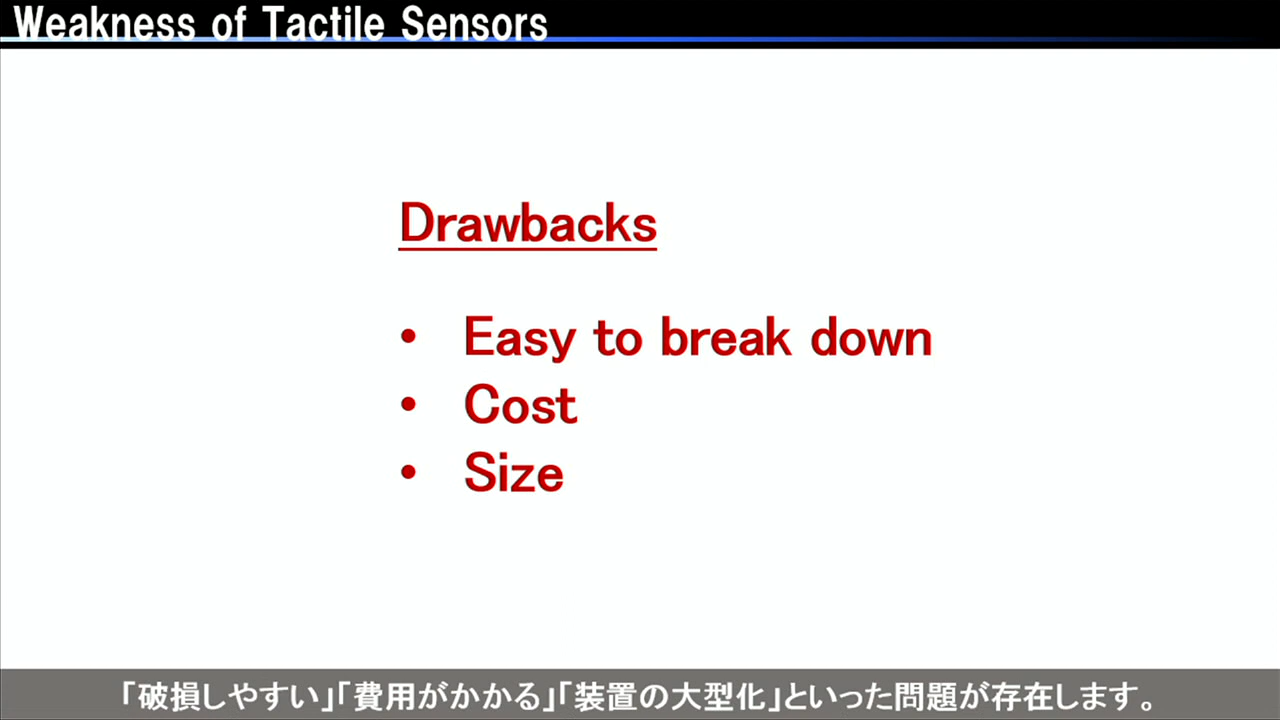 Weakness of Tactile Sensors
Drawbacks
• Easy to break down
• Cost
• Size
「破損しやすい」「費用がかかる」「装置の大型化」といった問題が存在します。